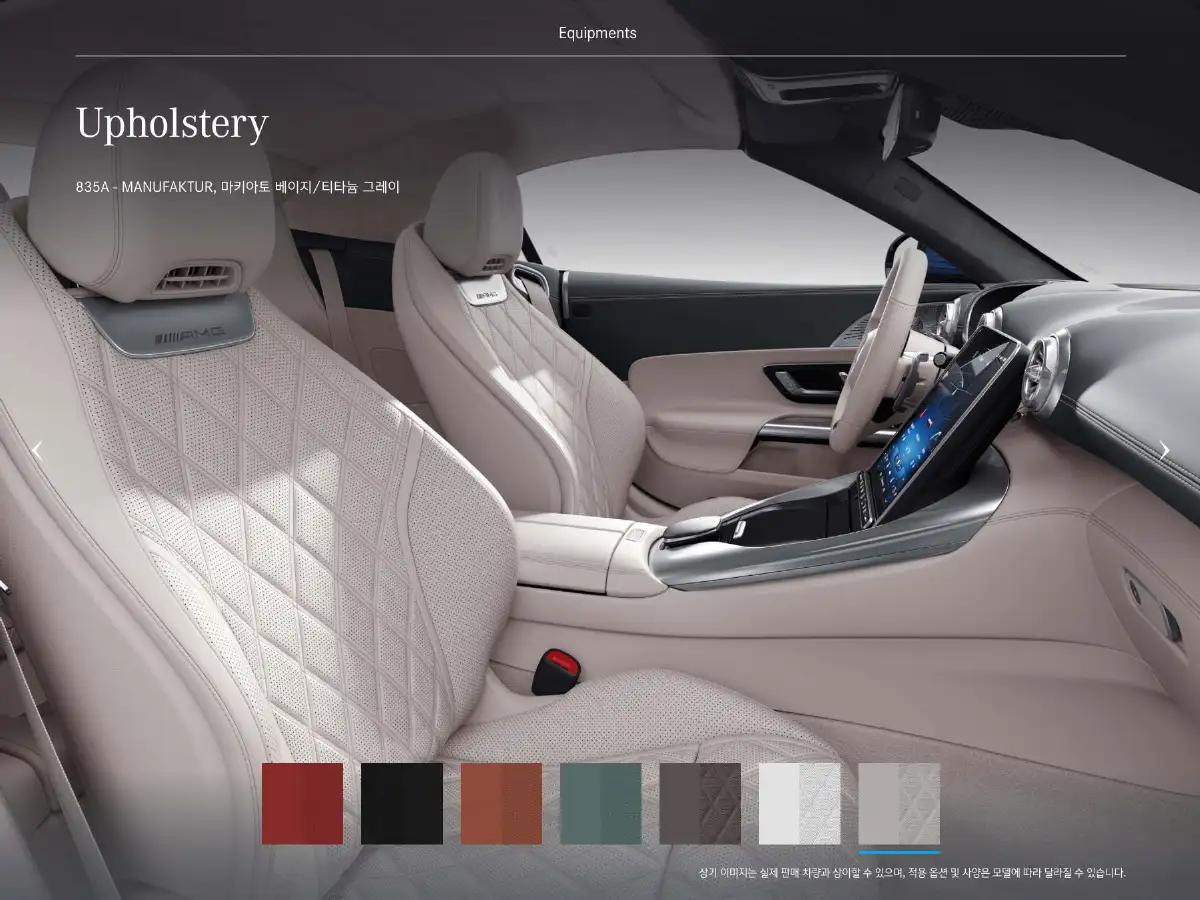 Equipments
Upholstery
835A - MANUFAKTUR, 마키아토 베이지/티타늄 그레이
AMG
AMG
상기 이미지는 실제 판매 차량과 상이할 수 있으며, 적용 옵션 및 사양은 모델에 따라 달라질 수 있습니다.